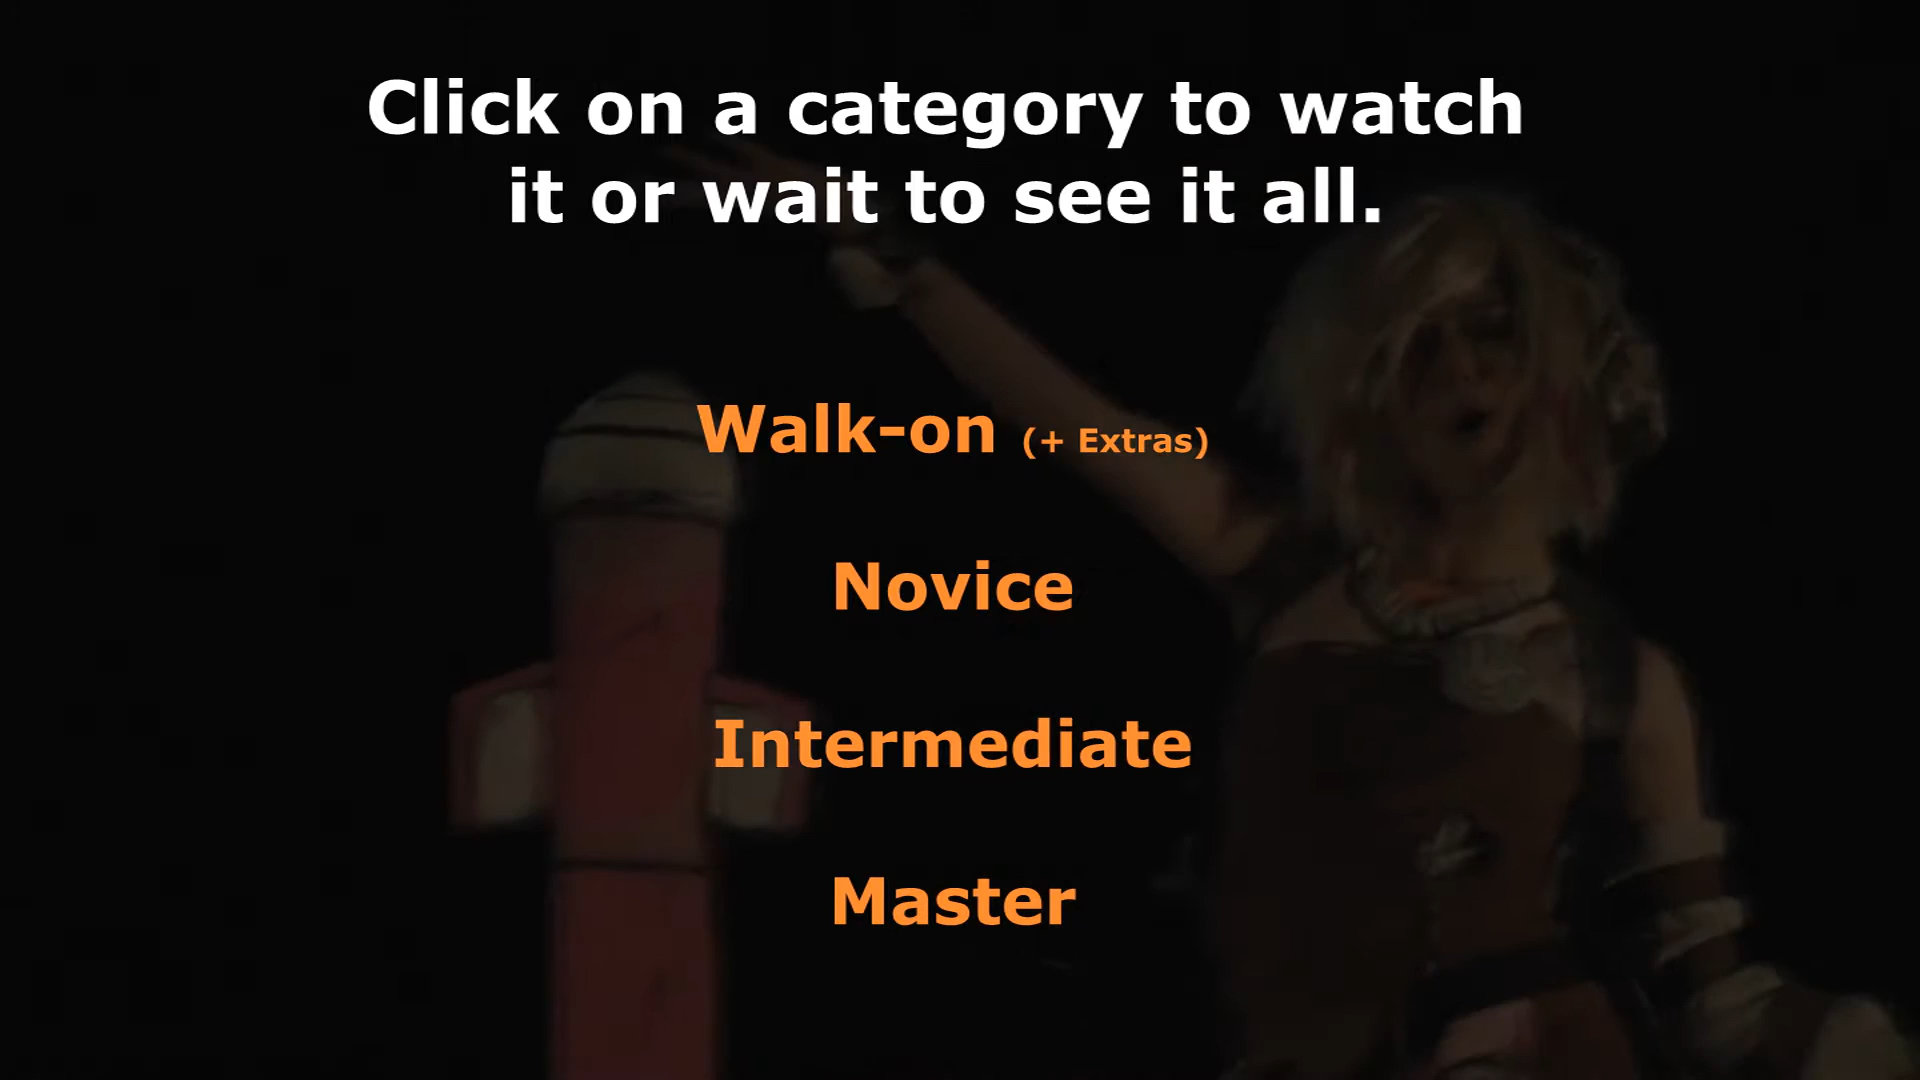 Click on a category to watch
it or wait to see it all.
Walk-on (+ Extras)
Novice
Intermediate
Master